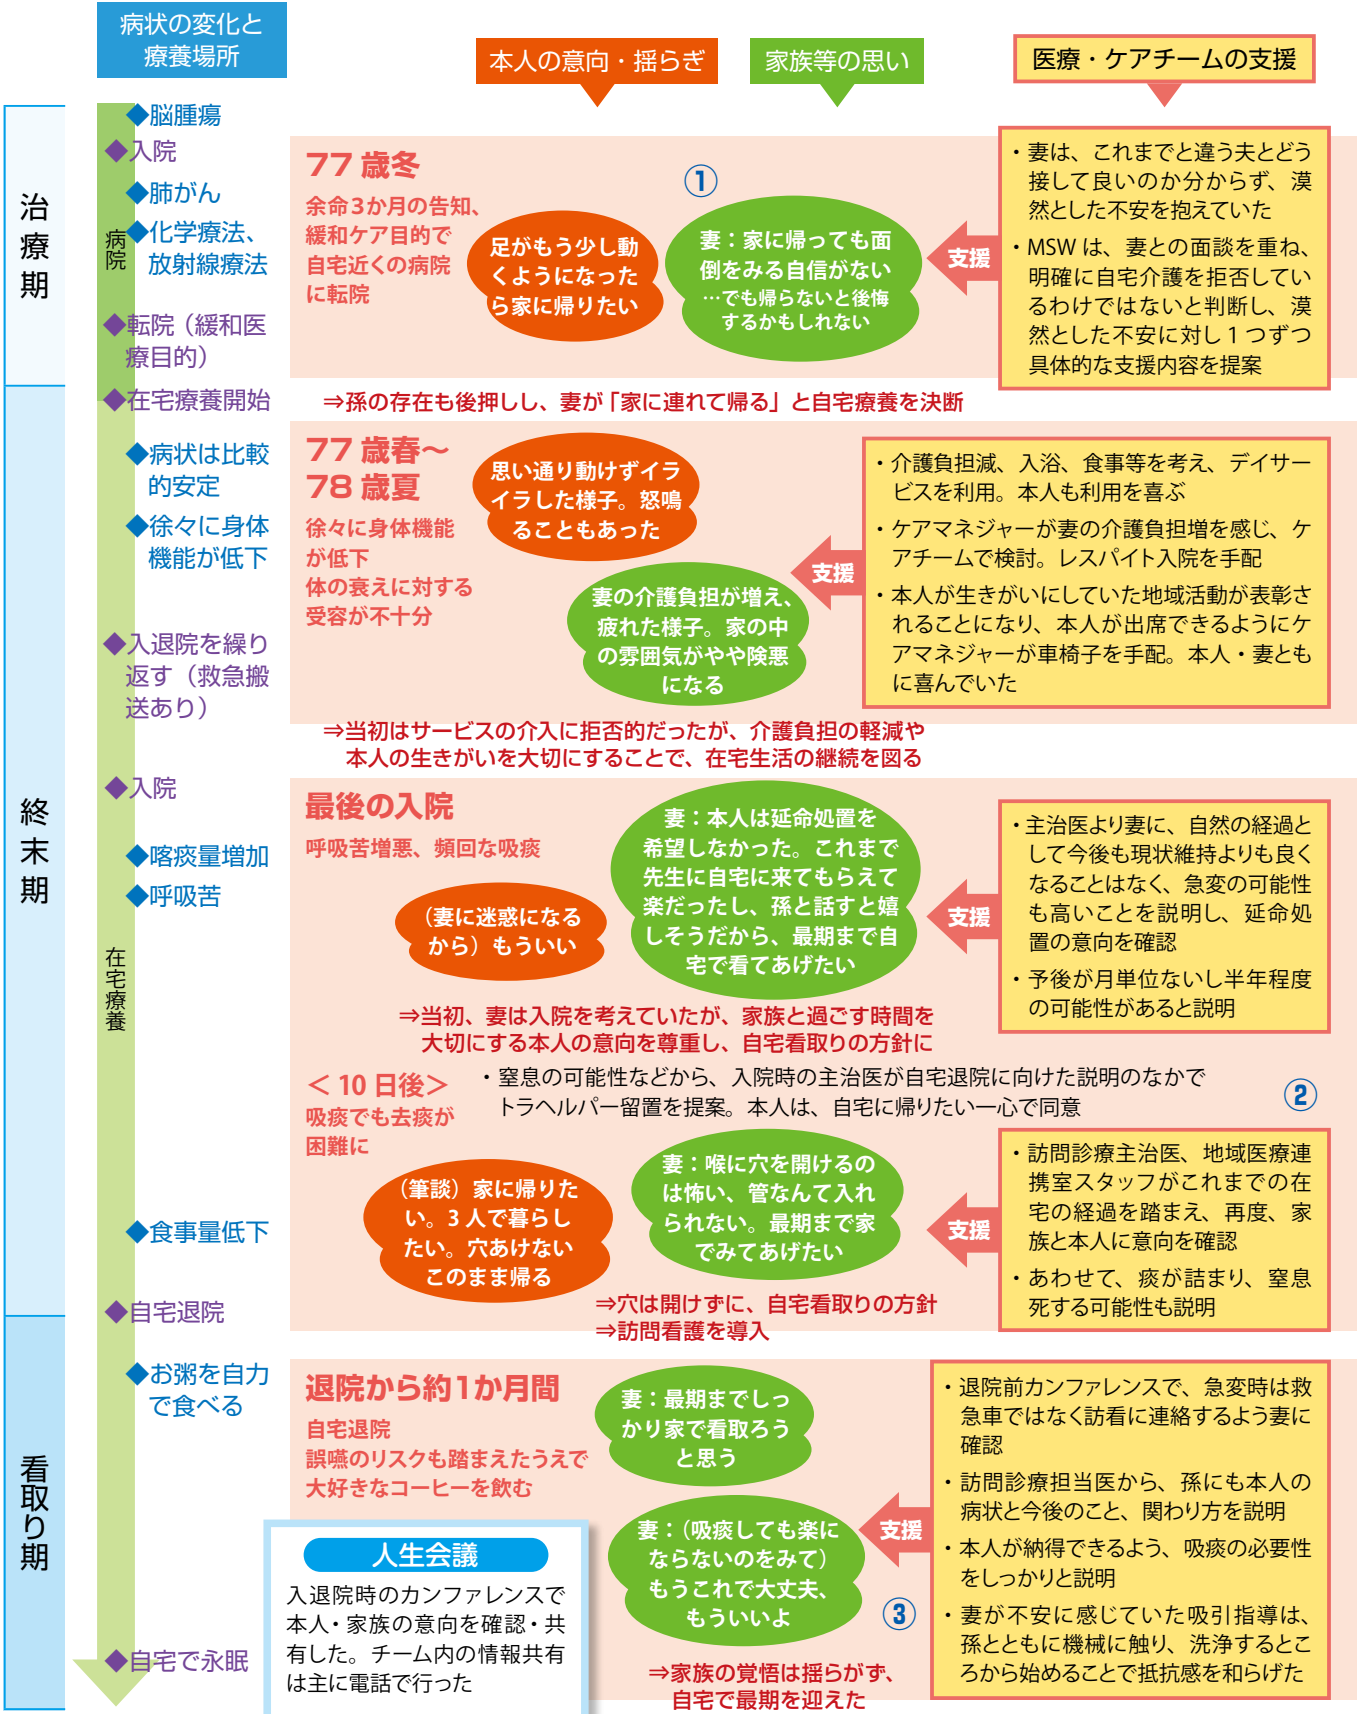 病状の変化と
療養場所
本人の意向・揺らぎ
家族等の思い
医療・ケアチームの支援
治療期
病院
◆脳腫瘍
◆入院
◆肺がん
◆化学療法、
放射線療法
◆転院（緩和医
療目的）
77歳冬
余命3か月の告知、
緩和ケア目的で
自宅近くの病院
に転院
①
足がもう少し動
くようになった
ら家に帰りたい
妻：家に帰っても面
倒をみる自信がない
…でも帰らないと後悔
するかもしれない
支援
・妻は、これまでと違う夫とどう
接して良いのか分からず、漠
然とした不安を抱えていた
・MSW は、妻との面談を重ね、
明確に自宅介護を拒否してい
るわけではないと判断し、漠
然とした不安に対し 1 つずつ
具体的な支援内容を提案
終末期
在宅療養
◆在宅療養開始
⇒孫の存在も後押しし、妻が「家に連れて帰る」と自宅療養を決断
◆病状は比較
的安定
◆徐々に身体
機能が低下
◆入退院を繰り
返す（救急搬
送あり）
77歳春〜
78歳夏
徐々に身体機能
が低下
体の衰えに対する
受容が不十分
思い通り動けずイラ
イラした様子。怒鳴
ることもあった
妻の介護負担が増え、
疲れた様子。家の中
の雰囲気がやや険悪
になる
支援
・介護負担減、入浴、食事等を考え、デイサー
ビスを利用。本人も利用を喜ぶ
・ケアマネジャーが妻の介護負担増を感じ、ケ
アチームで検討。レスパイト入院を手配
・本人が生きがいにしていた地域活動が表彰さ
れることになり、本人が出席できるようにケ
アマネジャーが車椅子を手配。本人・妻とも
に喜んでいた
⇒当初はサービスの介入に拒否的だったが、介護負担の軽減や
本人の生きがいを大切にすることで、在宅生活の継続を図る
◆入院
◆喀痰量増加
◆呼吸苦
最後の入院
呼吸苦増悪、頻回な吸痰
（妻に迷惑になる
から）もういい
妻：本人は延命処置を
希望しなかった。これまで
先生に自宅に来てもらえて
楽だったし、孫と話すと嬉
しそうだから、最期まで自
宅で看てあげたい
支援
・主治医より妻に、自然の経過と
して今後も現状維持よりも良く
なることはなく、急変の可能性
も高いことを説明し、延命処
置の意向を確認
・予後が月単位ないし半年程度
の可能性があると説明
⇒当初、妻は入院を考えていたが、家族と過ごす時間を
大切にする本人の意向を尊重し、自宅看取りの方針に
＜10日後＞
吸痰でも去痰が
困難に
・窒息の可能性などから、入院時の主治医が自宅退院に向けた説明のなかで
トラヘルパー留置を提案。本人は、自宅に帰りたい一心で同意
②
◆食事量低下
（筆談）家に帰りた
い。3人で暮らし
たい。穴あけない
このまま帰る
妻：喉に穴を開けるの
は怖い、管なんて入れ
られない。最期まで家
でみてあげたい
支援
・訪問診療主治医、地域医療連
携室スタッフがこれまでの在
宅の経過を踏まえ、再度、家
族と本人に意向を確認
・あわせて、痰が詰まり、窒息
死する可能性も説明
⇒穴は開けずに、自宅看取りの方針
⇒訪問看護を導入
◆自宅退院
看取り期
◆お粥を自力
で食べる
◆自宅で永眠
退院から約1か月間
自宅退院
誤嚥のリスクも踏まえたうえで
大好きなコーヒーを飲む
妻：最期までしっ
かり家で看取ろう
と思う
妻：（吸痰しても楽に
ならないのをみて）
もうこれで大丈夫、
もういいよ
③
支援
・退院前カンファレンスで、急変時は救
急車ではなく訪看に連絡するよう妻に
確認
・訪問診療担当医から、孫にも本人の
病状と今後のこと、関わり方を説明
・本人が納得できるよう、吸痰の必要性
をしっかりと説明
・妻が不安に感じていた吸引指導は、
孫とともに機械に触り、洗浄するとこ
ろから始めることで抵抗感を和らげた
⇒家族の覚悟は揺らがず、
自宅で最期を迎えた
人生会議
入退院時のカンファレンスで
本人・家族の意向を確認・共
有した。チーム内の情報共有
は主に電話で行った